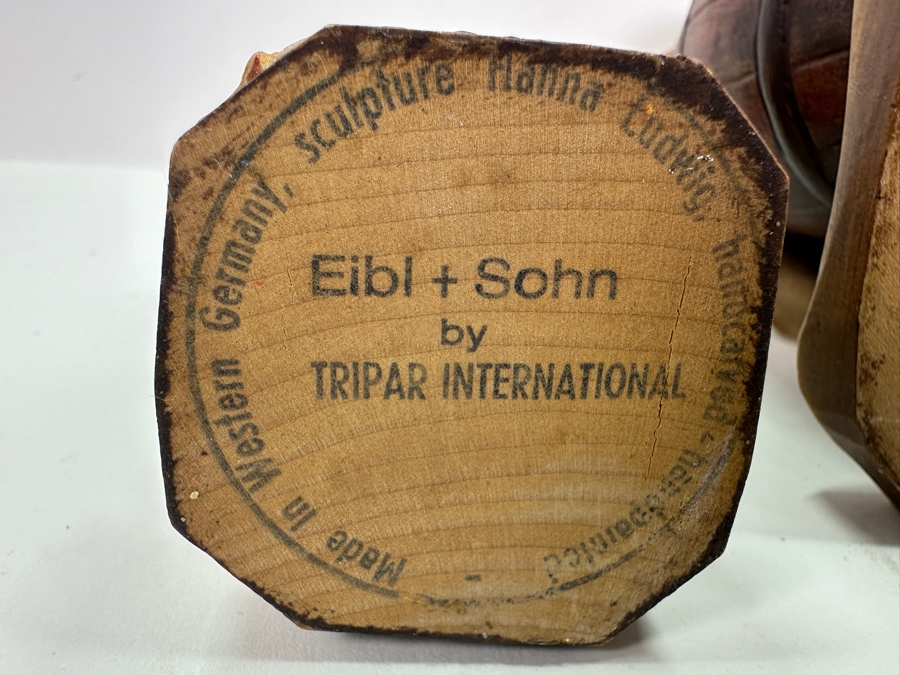 Made in Western Germany, sculpture Hanna Ludwig, handcarved - handpainted -
Eibl + Sohn
by
TRIPAR INTERNATIONAL